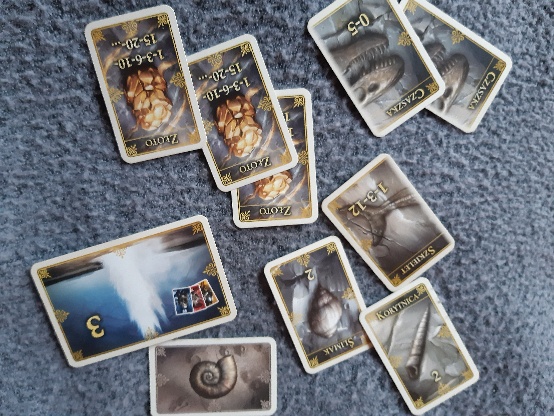 1-3-6-10-
15-20-...
ZŁOTO
1-3-6-10-
15-20-...
ZŁOTO
ZŁOTO
0-5
CZASZKA
CZASZKA
1-3-12
SZKIELET
2
ŚLIMAK
2
KORTNICA
3